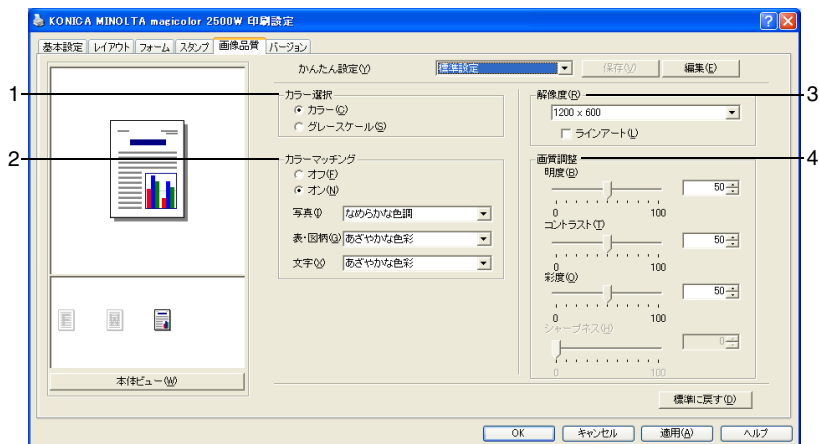 KONICA MINOLTA magicolor 2500W 印刷設定
基本設定 レイアウト フォーム スタンプ 画像品質 バージョン
かんたん設定(Y) 標準設定 保存(V) 編集(E)
1
カラー選択
カラー(C)
グレースケール(S)
2
カラーマッチング
オフ(F)
オン(N)
写真(I) なめらかな色調
表・図柄(G) あざやかな色彩
文字(X) あざやかな色彩
3
解像度(R)
1200 x 600
ラインアート(L)
4
画質調整
明度(B)
50
0 100
コントラスト(T)
50
0 100
彩度(O)
50
0 100
シャープネス(H)
0
0 100
本体ビュー(W)
標準に戻す(D)
OK キャンセル 適用(A) ヘルプ